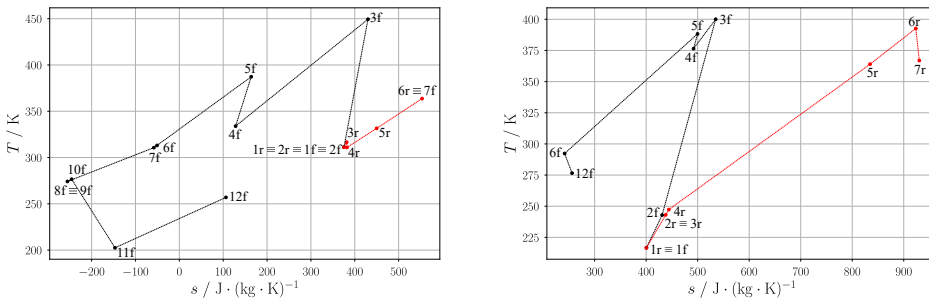 450
400
350
300
250
200
T / K
−200
−100
0
100
200
300
400
500
s / J · (kg · K)⁻¹
3f
5f
6r ≡ 7f
4f
3r
5r
1r ≡ 2r ≡ 1f ≡ 2f
4r
6f
7f
10f
8f ≡ 9f
12f
11f
400
375
350
325
300
275
250
225
T / K
300
400
500
600
700
800
900
s / J · (kg · K)⁻¹
5f
3f
4f
6r
7r
5r
6f
12f
2f
4r
2r ≡ 3r
1r ≡ 1f